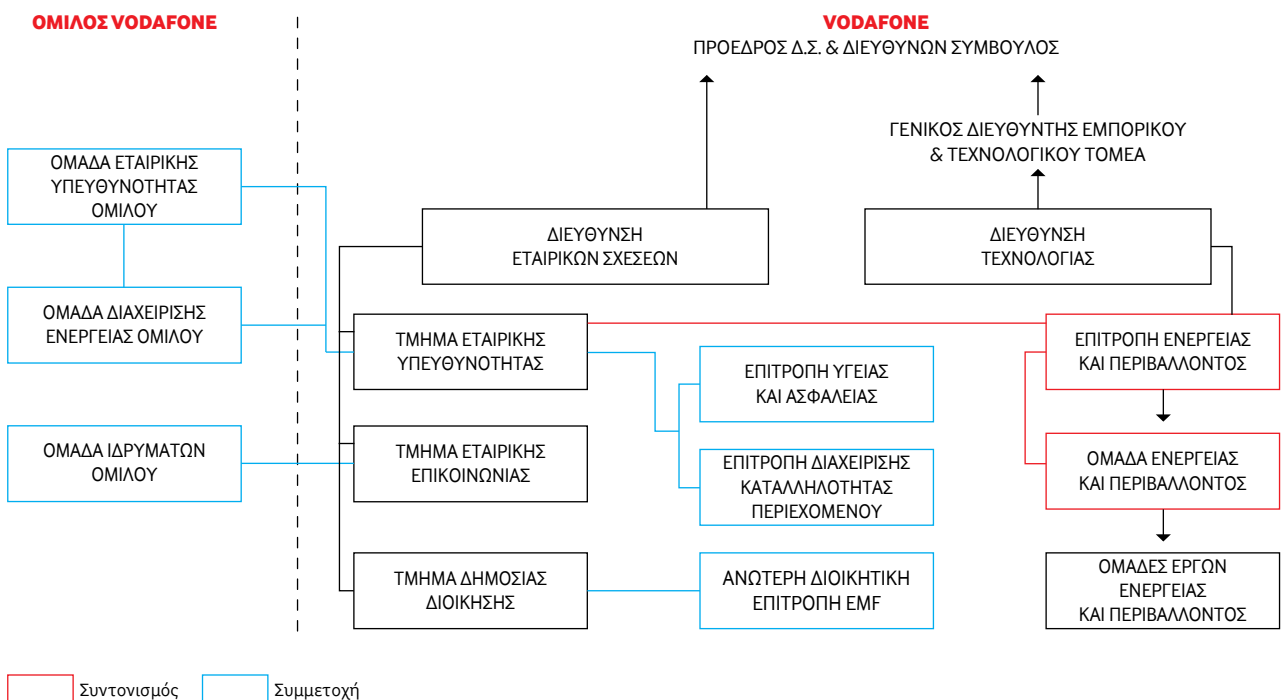 ΟΜΙΛΟΣ VODAFONE
VODAFONE
ΠΡΟΕΔΡΟΣ Δ.Σ. & ΔΙΕΥΘΥΝΩΝ ΣΥΜΒΟΥΛΟΣ
ΓΕΝΙΚΟΣ ΔΙΕΥΘΥΝΤΗΣ ΕΜΠΟΡΙΚΟΥ
& ΤΕΧΝΟΛΟΓΙΚΟΥ ΤΟΜΕΑ
ΟΜΑΔΑ ΕΤΑΙΡΙΚΗΣ
ΥΠΕΥΘΥΝΟΤΗΤΑΣ
ΟΜΙΛΟΥ
ΔΙΕΥΘΥΝΣΗ
ΕΤΑΙΡΙΚΩΝ ΣΧΕΣΕΩΝ
ΔΙΕΥΘΥΝΣΗ
ΤΕΧΝΟΛΟΓΙΑΣ
ΟΜΑΔΑ ΔΙΑΧΕΙΡΙΣΗΣ
ΕΝΕΡΓΕΙΑΣ ΟΜΙΛΟΥ
ΤΜΗΜΑ ΕΤΑΙΡΙΚΗΣ
ΥΠΕΥΘΥΝΟΤΗΤΑΣ
ΕΠΙΤΡΟΠΗ ΕΝΕΡΓΕΙΑΣ
ΚΑΙ ΠΕΡΙΒΑΛΛΟΝΤΟΣ
ΕΠΙΤΡΟΠΗ ΥΓΕΙΑΣ
ΚΑΙ ΑΣΦΑΛΕΙΑΣ
ΟΜΑΔΑ ΙΔΡΥΜΑΤΩΝ
ΟΜΙΛΟΥ
ΤΜΗΜΑ ΕΤΑΙΡΙΚΗΣ
ΕΠΙΚΟΙΝΩΝΙΑΣ
ΕΠΙΤΡΟΠΗ ΔΙΑΧΕΙΡΙΣΗΣ
ΚΑΤΑΛΛΗΛΟΤΗΤΑΣ
ΠΕΡΙΕΧΟΜΕΝΟΥ
ΟΜΑΔΑ ΕΝΕΡΓΕΙΑΣ
ΚΑΙ ΠΕΡΙΒΑΛΛΟΝΤΟΣ
ΤΜΗΜΑ ΔΗΜΟΣΙΑΣ
ΔΙΟΙΚΗΣΗΣ
ΑΝΩΤΕΡΗ ΔΙΟΙΚΗΤΙΚΗ
ΕΠΙΤΡΟΠΗ EMF
ΟΜΑΔΕΣ ΕΡΓΩΝ
ΕΝΕΡΓΕΙΑΣ
ΚΑΙ ΠΕΡΙΒΑΛΛΟΝΤΟΣ
Συντονισμός
Συμμετοχή